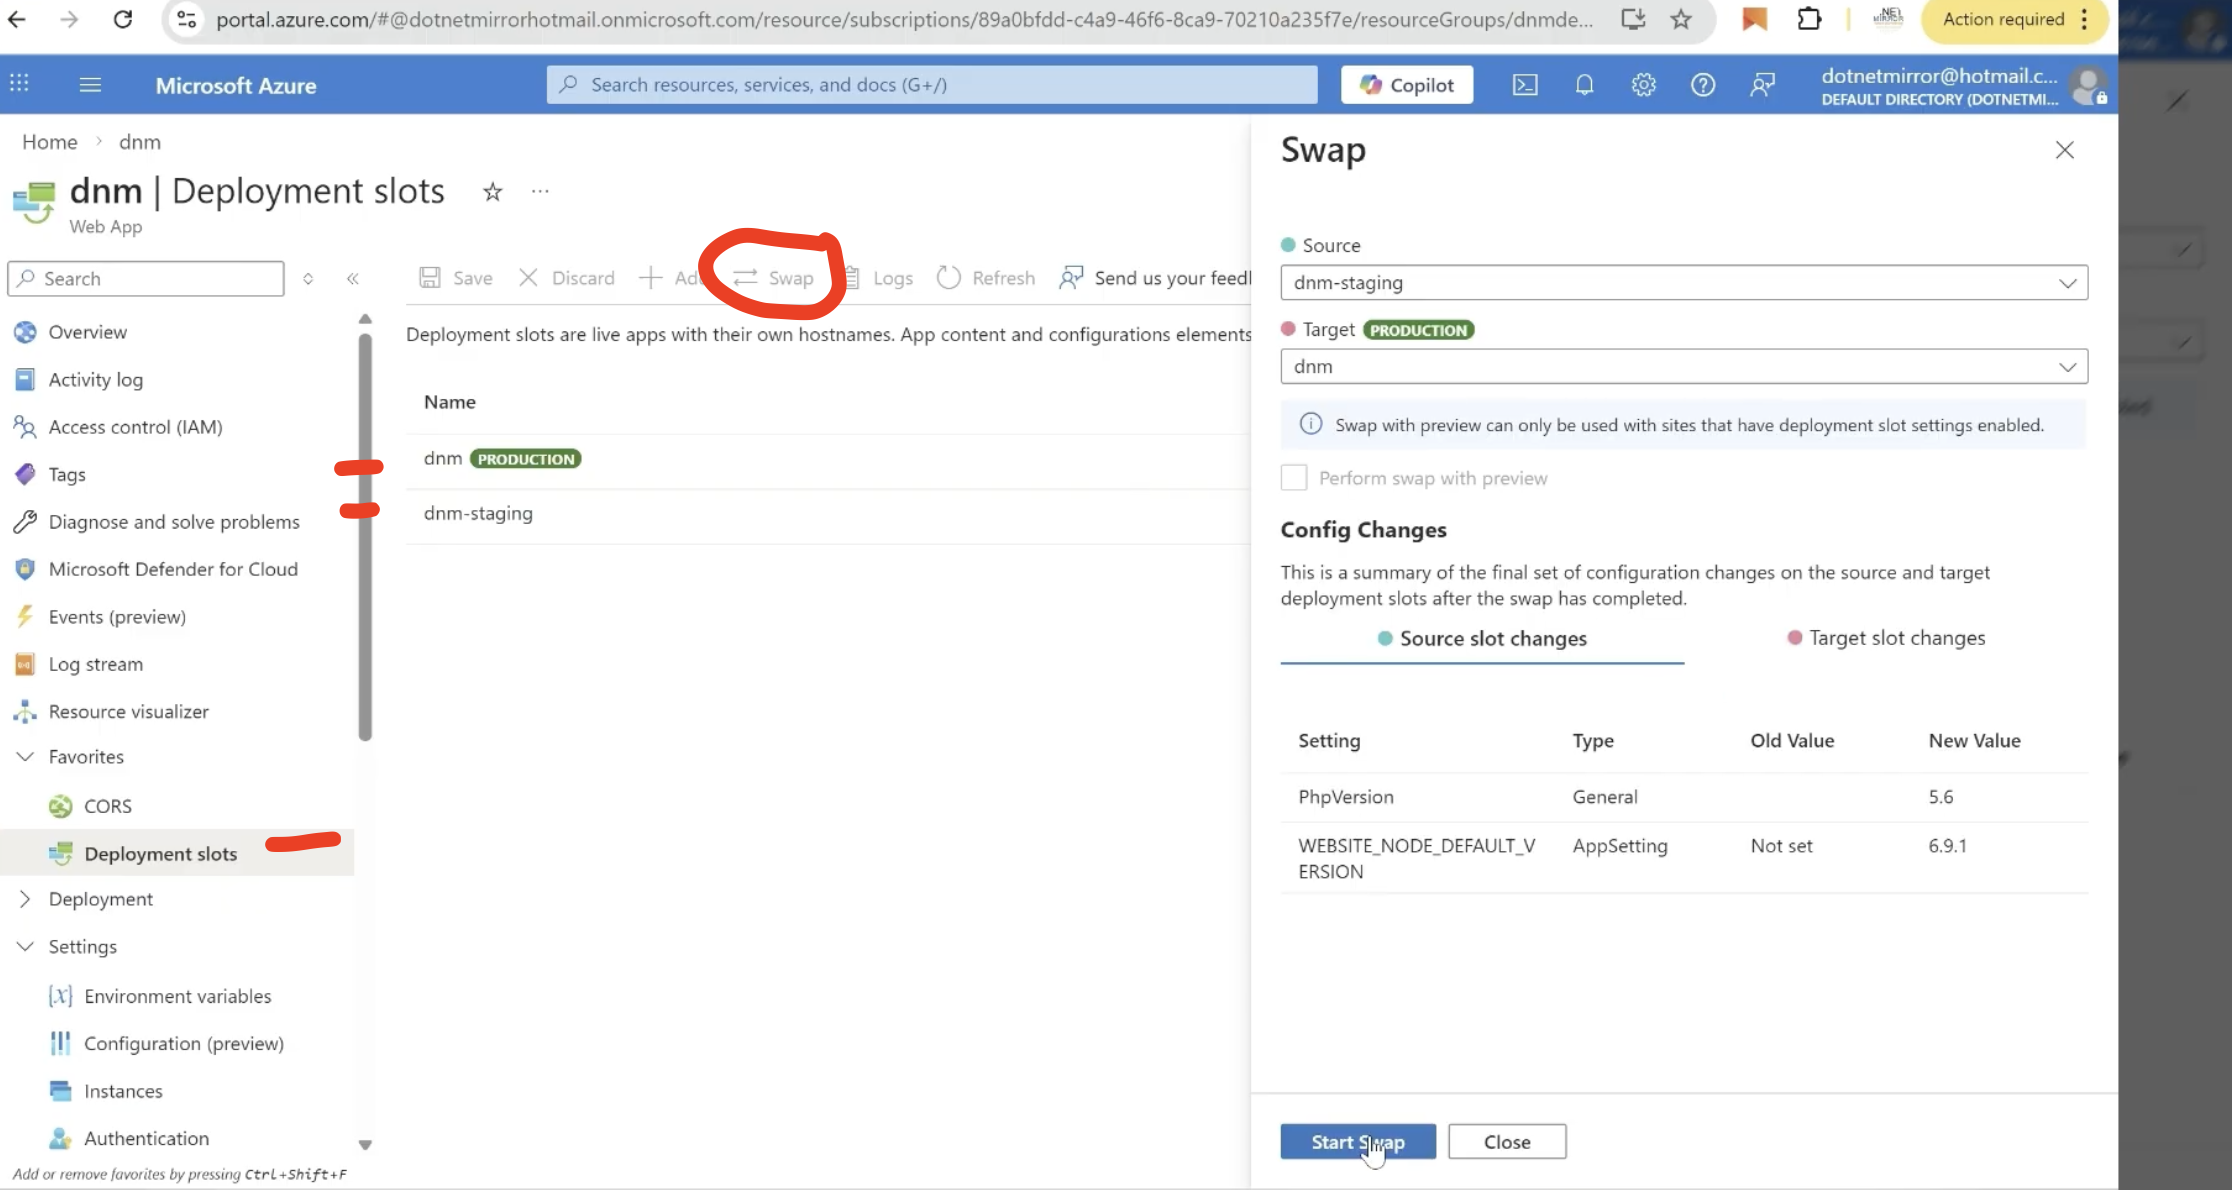 portal.azure.com/#@dotnetmirrorhotmail.onmicrosoft.com/resource/subscriptions/89a0bfdd-c4a9-46f6-8ca9-70210a235f7e/resourceGroups/dnmde...
.NET
MIRROR
Action required
Microsoft Azure
Search resources, services, and docs (G+/)
Copilot
dotnetmirror@hotmail.c...
DEFAULT DIRECTORY (DOTNETMI...
Home > dnm
dnm | Deployment slots
Web App
Search
Save Discard Swap Logs Refresh Send us your feed
Deployment slots are live apps with their own hostnames. App content and configurations elements
Name
dnm PRODUCTION
dnm-staging
Overview
Activity log
Access control (IAM)
Tags
Diagnose and solve problems
Microsoft Defender for Cloud
Events (preview)
Log stream
Resource visualizer
Favorites
CORS
Deployment slots
Deployment
Settings
{x} Environment variables
Configuration (preview)
Instances
Authentication
Add or remove favorites by pressing Ctrl+Shift+F
Swap
Source
dnm-staging
Target PRODUCTION
dnm
Swap with preview can only be used with sites that have deployment slot settings enabled.
Perform swap with preview
Config Changes
This is a summary of the final set of configuration changes on the source and target
deployment slots after the swap has completed.
Source slot changes Target slot changes
Setting Type Old Value New Value
PhpVersion General 5.6
WEBSITE_NODE_DEFAULT_V AppSetting Not set 6.9.1
ERSION
Start Swap Close